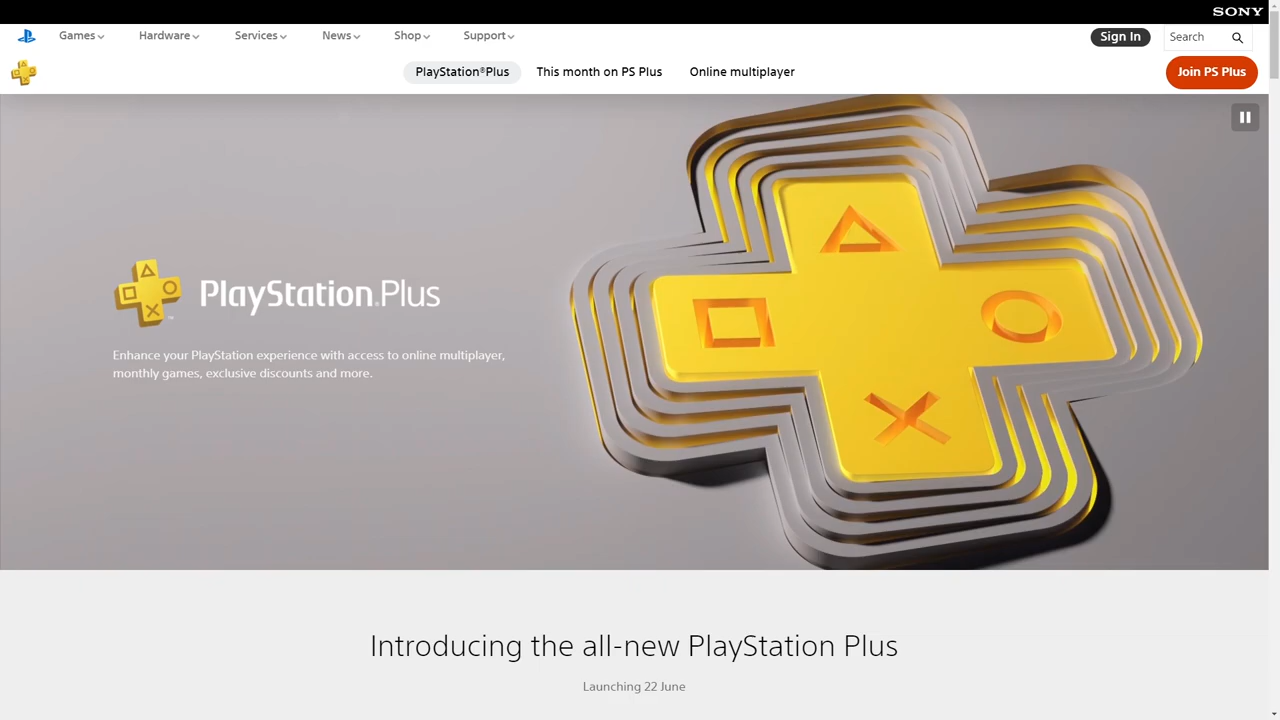 SONY
Games
Hardware
Services
News
Shop
Support
Sign In
Search
PlayStation®Plus
This month on PS Plus
Online multiplayer
Join PS Plus
PlayStation.Plus
™
Enhance your PlayStation experience with access to online multiplayer,
monthly games, exclusive discounts and more.
Introducing the all-new PlayStation Plus
Launching 22 June